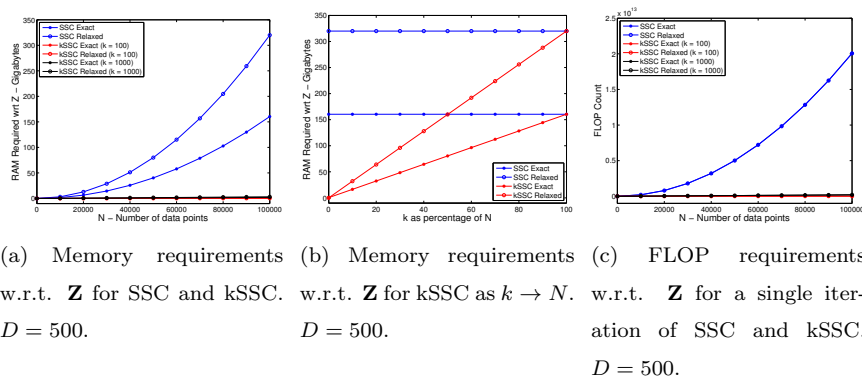 350
300
250
200
150
100
50
0
0 20000 40000 60000 80000 100000
N − Number of data points
RAM Required wrt Z − Gigabytes
SSC Exact
SSC Relaxed
kSSC Exact (k = 100)
kSSC Relaxed (k = 100)
kSSC Exact (k = 1000)
kSSC Relaxed (k = 1000)
350
300
250
200
150
100
50
0
0 20 40 60 80 100
k as percentage of N
RAM Required wrt Z − Gigabytes
SSC Exact
SSC Relaxed
kSSC Exact
kSSC Relaxed
x 10^13
2.5
2
1.5
1
0.5
0
0 20000 40000 60000 80000 100000
N − Number of data points
FLOP Count
SSC Exact
SSC Relaxed
kSSC Exact (k = 100)
kSSC Relaxed (k = 100)
kSSC Exact (k = 1000)
kSSC Relaxed (k = 1000)
(a) Memory requirements
w.r.t. Z for SSC and kSSC.
D = 500.
(b) Memory requirements
w.r.t. Z for kSSC as k → N.
D = 500.
(c) FLOP requirements
w.r.t. Z for a single iter-
ation of SSC and kSSC.
D = 500.